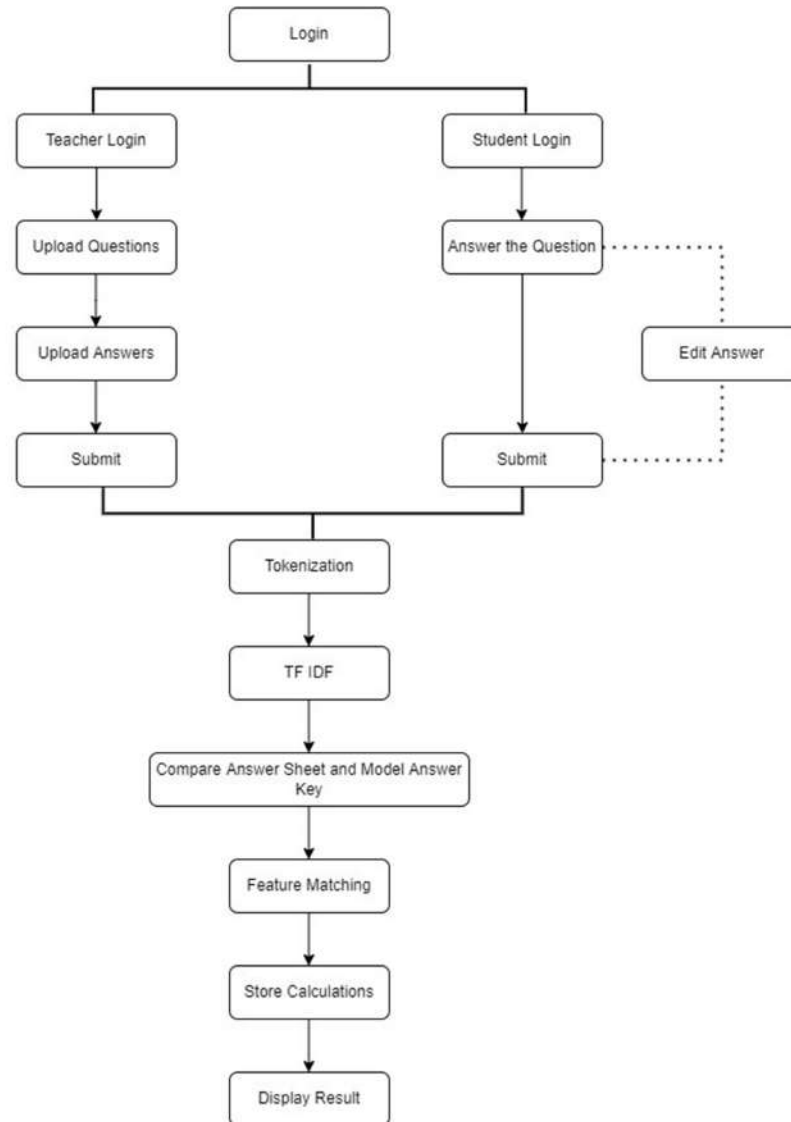 Login
Teacher Login
Student Login
Upload Questions
Answer the Question
Upload Answers
Edit Answer
Submit
Submit
Tokenization
TF IDF
Compare Answer Sheet and Model Answer
Key
Feature Matching
Store Calculations
Display Result